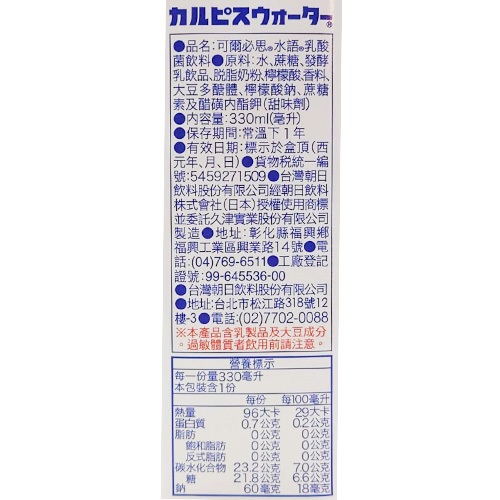 カルピスウォーター®
●品名:可爾必思®水語®乳酸
菌飲料●原料:水、蔗糖、發酵
乳飲品、脱脂奶粉、檸檬酸、香料、
大豆多醣體、檸檬酸鈉、蔗糖
素及醋磺内酯鉀(甜味劑)
●内容量:330ml(毫升)
●保存期間:常溫下1年
●有效日期:標示於盒頂(西
元年、月、日)●貨物税統一編
號:5459271509●台灣朝日
飲料股份有限公司經朝日飲料
株式會社(日本)授權使用商標
並委託久津實業股份有限公司
製造●地址:彰化縣福興鄉
福興工業區興業路14號●電
話:(04)769-6511●工廠登記
證號:99-645536-00
●台灣朝日飲料股份有限公司
●地址:台北市松江路318號12
樓-3●電話:(02)7702-0088
※本產品含乳製品及大豆成分
。過敏體質者飲用前請注意。
營養標示
每一份量330毫升
本包裝含1份
每份 每100毫升
熱量 96大卡 29大卡
蛋白質 0.7公克 0.2公克
脂肪 0公克 0公克
飽和脂肪 0公克 0公克
反式脂肪 0公克 0公克
碳水化合物 23.2公克 7.0公克
糖 21.8公克 6.6公克
鈉 60毫克 18毫克